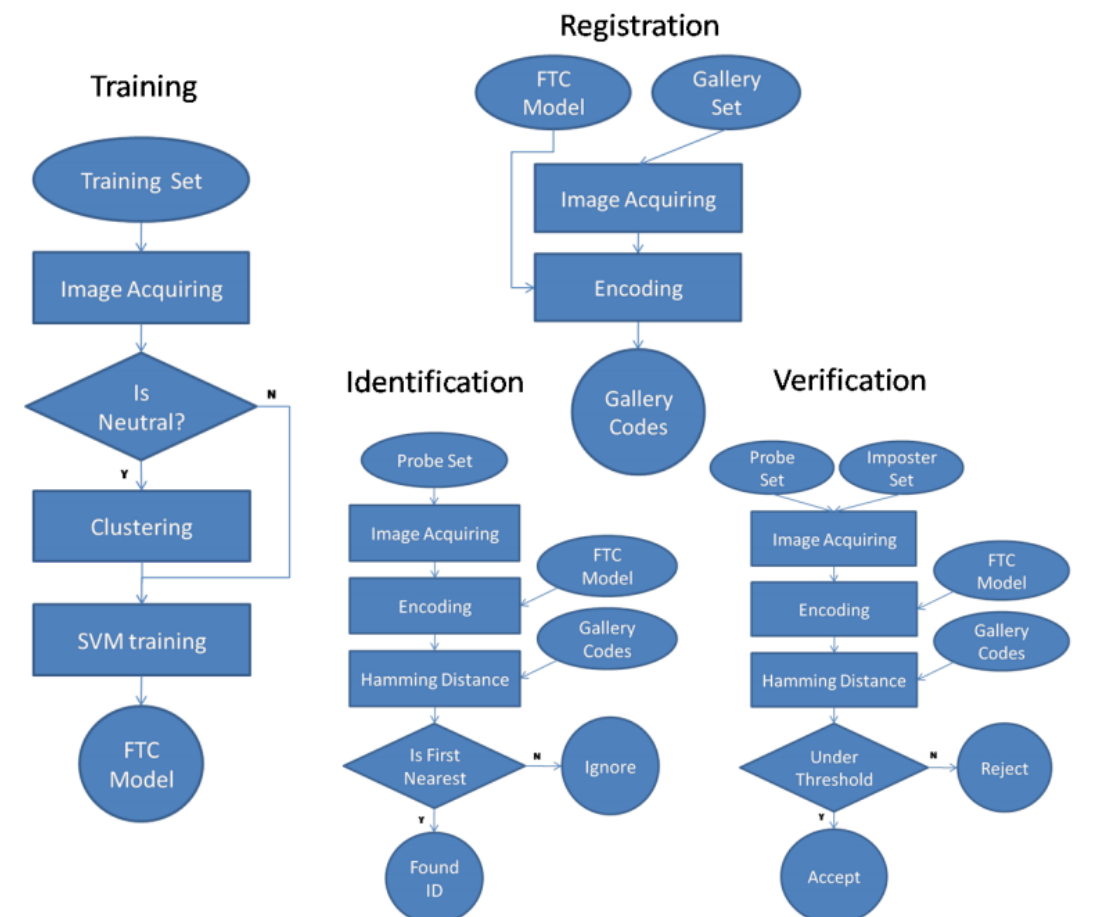 Training
Training Set
Image Acquiring
Is
Neutral?
N
Y
Clustering
SVM training
FTC
Model
Registration
FTC
Model
Gallery
Set
Image Acquiring
Encoding
Gallery
Codes
Identification
Probe Set
Image Acquiring
Encoding
FTC
Model
Hamming Distance
Gallery
Codes
Is First
Nearest
N
Ignore
Y
Found
ID
Verification
Probe
Set
Imposter
Set
Image Acquiring
Encoding
FTC
Model
Hamming Distance
Gallery
Codes
Under
Threshold
N
Reject
Y
Accept